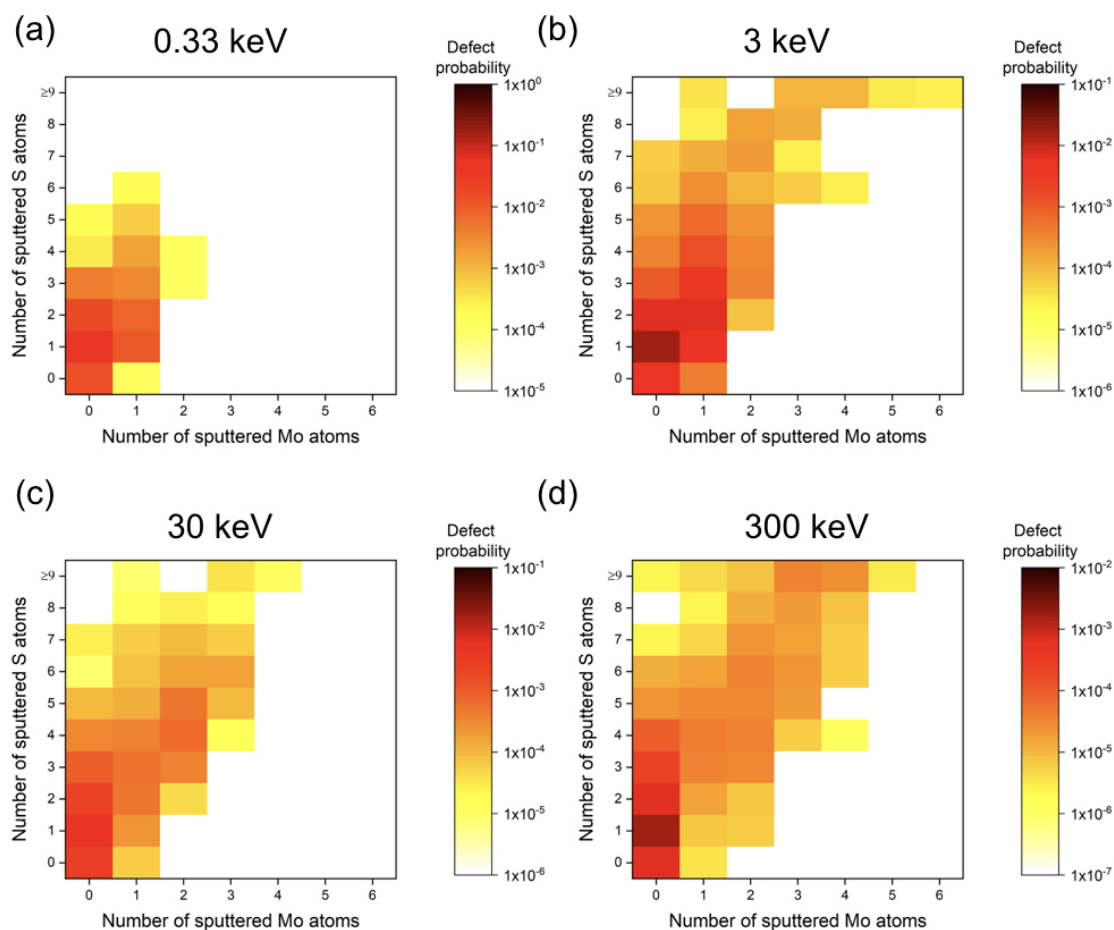 (a)
0.33 keV
Defect
probability
Number of sputtered S atoms
≥9
8
7
6
5
4
3
2
1
0
0 1 2 3 4 5 6
Number of sputtered Mo atoms
1x10⁰
1x10⁻¹
1x10⁻²
1x10⁻³
1x10⁻⁴
1x10⁻⁵
(b)
3 keV
Defect
probability
Number of sputtered S atoms
≥9
8
7
6
5
4
3
2
1
0
0 1 2 3 4 5 6
Number of sputtered Mo atoms
1x10⁻¹
1x10⁻²
1x10⁻³
1x10⁻⁴
1x10⁻⁵
1x10⁻⁶
(c)
30 keV
Defect
probability
Number of sputtered S atoms
≥9
8
7
6
5
4
3
2
1
0
0 1 2 3 4 5 6
Number of sputtered Mo atoms
1x10⁻¹
1x10⁻²
1x10⁻³
1x10⁻⁴
1x10⁻⁵
1x10⁻⁶
(d)
300 keV
Defect
probability
Number of sputtered S atoms
≥9
8
7
6
5
4
3
2
1
0
0 1 2 3 4 5 6
Number of sputtered Mo atoms
1x10⁻²
1x10⁻³
1x10⁻⁴
1x10⁻⁵
1x10⁻⁶
1x10⁻⁷